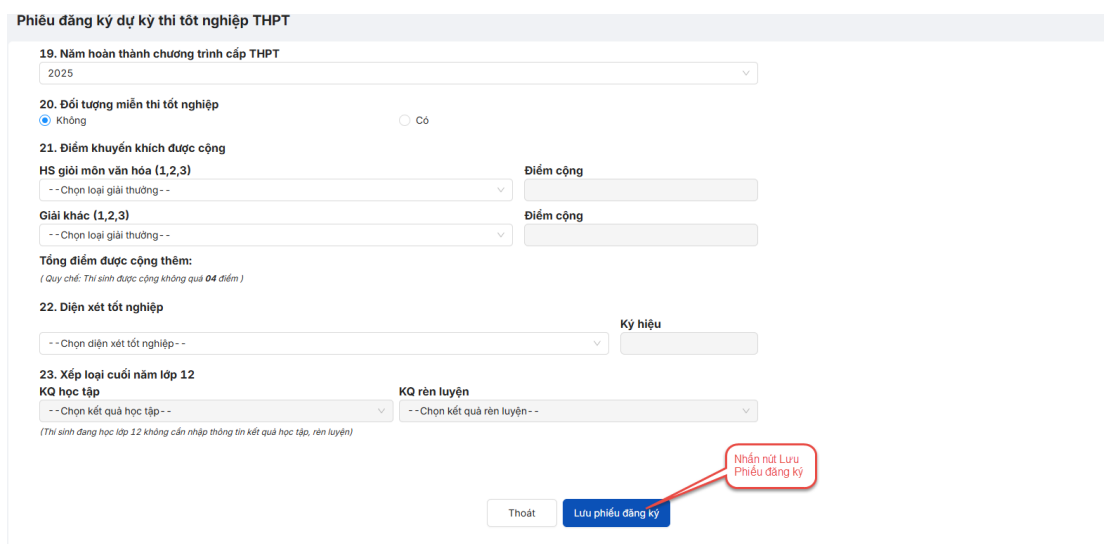 Phiếu đăng ký dự kỳ thi tốt nghiệp THPT
19. Năm hoàn thành chương trình cấp THPT
2025
20. Đối tượng miễn thi tốt nghiệp
Không Có
21. Điểm khuyến khích được cộng
HS giỏi môn văn hóa (1,2,3) Điểm cộng
--Chọn loại giải thưởng--
Giải khác (1,2,3) Điểm cộng
--Chọn loại giải thưởng--
Tổng điểm được cộng thêm:
( Quy chế: Thí sinh được cộng không quá 04 điểm )
22. Diện xét tốt nghiệp
Ký hiệu
--Chọn diện xét tốt nghiệp--
23. Xếp loại cuối năm lớp 12
KQ học tập KQ rèn luyện
--Chọn kết quả học tập-- --Chọn kết quả rèn luyện--
(Thí sinh đang học lớp 12 không cần nhập thông tin kết quả học tập, rèn luyện)
Nhấn nút Lưu
Phiếu đăng ký
Thoát Lưu phiếu đăng ký